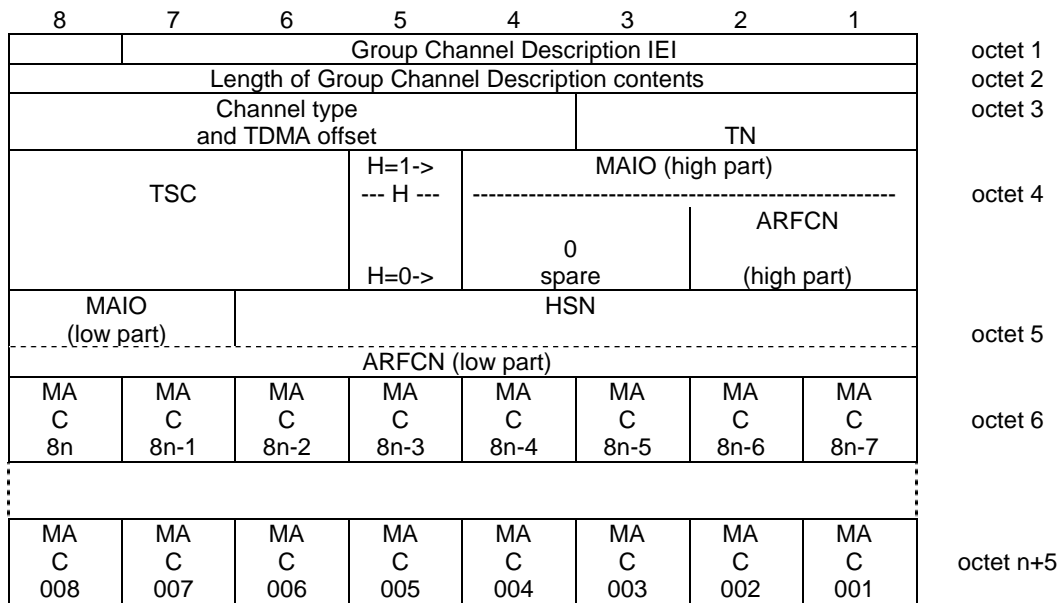 8 7 6 5 4 3 2 1
Group Channel Description IEI octet 1
Length of Group Channel Description contents octet 2
Channel type octet 3
and TDMA offset TN
H=1-> MAIO (high part)
TSC --- H --- ------------------------------------------------------ octet 4
ARFCN
0
H=0-> spare (high part)
MAIO HSN
(low part) octet 5
ARFCN (low part)
MA MA MA MA MA MA MA MA
C C C C C C C C octet 6
8n 8n-1 8n-2 8n-3 8n-4 8n-5 8n-6 8n-7
MA MA MA MA MA MA MA MA
C C C C C C C C octet n+5
008 007 006 005 004 003 002 001